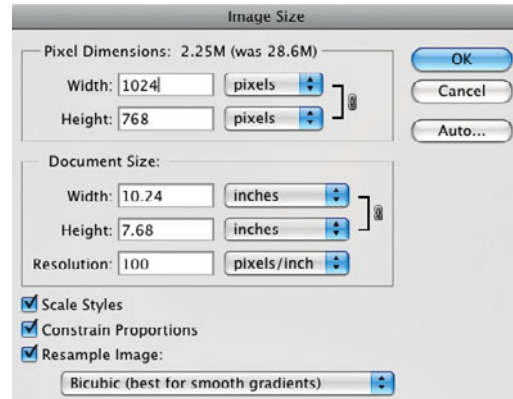 Image Size
Pixel Dimensions: 2.25M (was 28.6M)
Width: 1024 pixels
Height: 768 pixels
OK
Cancel
Auto...
Document Size:
Width: 10.24 inches
Height: 7.68 inches
Resolution: 100 pixels/inch
Scale Styles
Constrain Proportions
Resample Image:
Bicubic (best for smooth gradients)